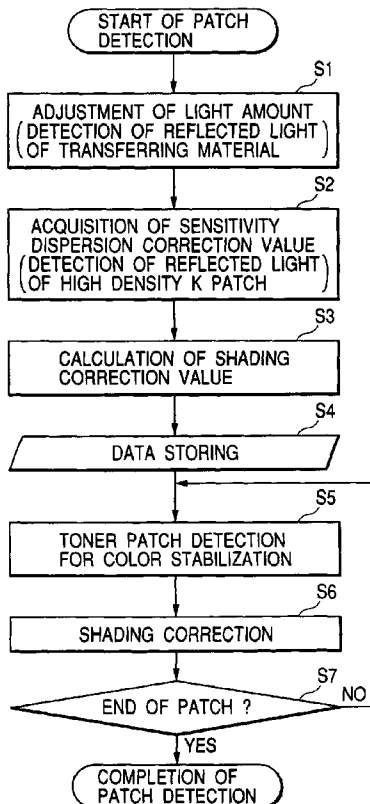 START OF PATCH
DETECTION
S1
ADJUSTMENT OF LIGHT AMOUNT
(DETECTION OF REFLECTED LIGHT
OF TRANSFERRING MATERIAL)
S2
ACQUISITION OF SENSITIVITY
DISPERSION CORRECTION VALUE
(DETECTION OF REFLECTED LIGHT
OF HIGH DENSITY K PATCH)
S3
CALCULATION OF SHADING
CORRECTION VALUE
S4
DATA STORING
S5
TONER PATCH DETECTION
FOR COLOR STABILIZATION
S6
SHADING CORRECTION
S7
END OF PATCH ?
NO
YES
COMPLETION OF
PATCH DETECTION